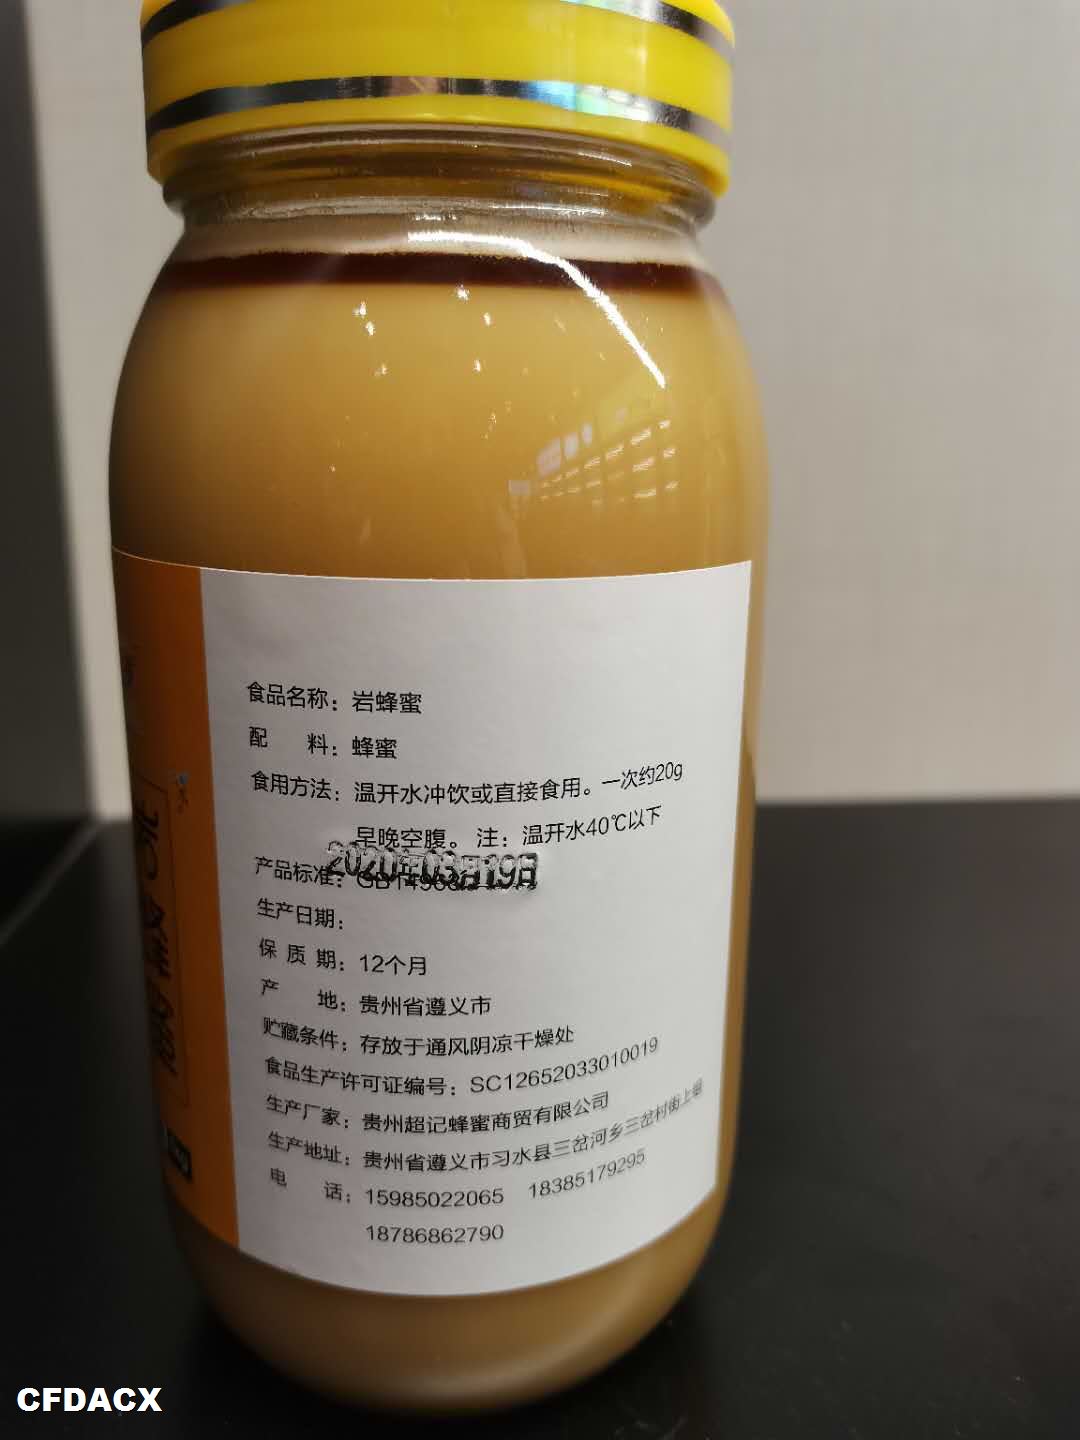 食品名称：岩蜂蜜
配 料：蜂蜜
食用方法：温开水冲饮或直接食用。一次约20g
早晚空腹。注：温开水40℃以下
2020年03月19日
产品标准：
生产日期：
保 质 期：12个月
产 地：贵州省遵义市
贮藏条件：存放于通风阴凉干燥处
食品生产许可证编号：SC12652033010019
生产厂家：贵州超记蜂蜜商贸有限公司
生产地址：贵州省遵义市习水县三岔河乡三岔村街上组
电 话：15985022065 18385179295
18786862790
CFDACX